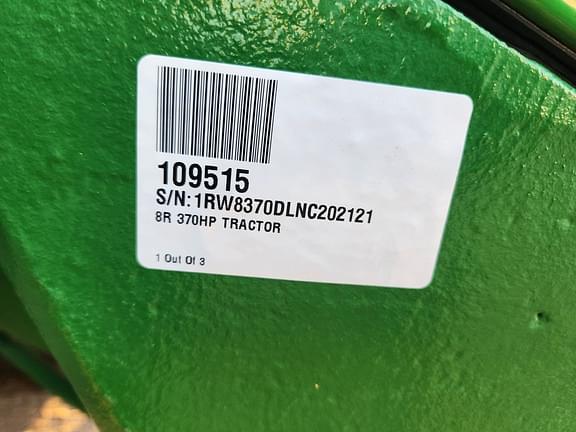 109515
S/N:1RW8370DLNC202121
8R 370HP TRACTOR
1 Out Of 3